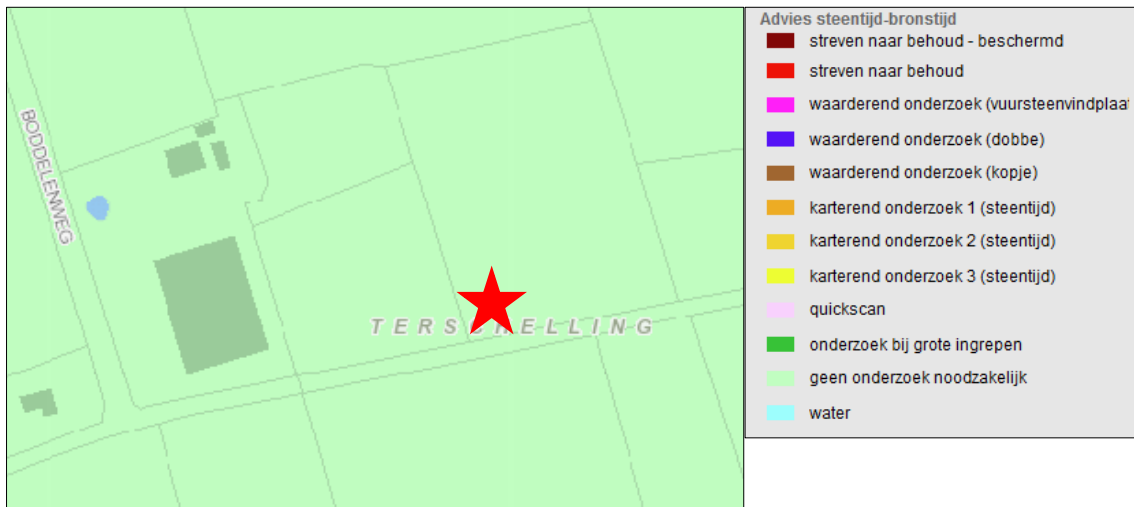 BODDELENWEG
TERSCHELLING
Advies steentijd-bronstijd
streven naar behoud - beschermd
streven naar behoud
waarderend onderzoek (vuursteenvindplaat
waarderend onderzoek (dobbe)
waarderend onderzoek (kopje)
karterend onderzoek 1 (steentijd)
karterend onderzoek 2 (steentijd)
karterend onderzoek 3 (steentijd)
quickscan
onderzoek bij grote ingrepen
geen onderzoek noodzakelijk
water